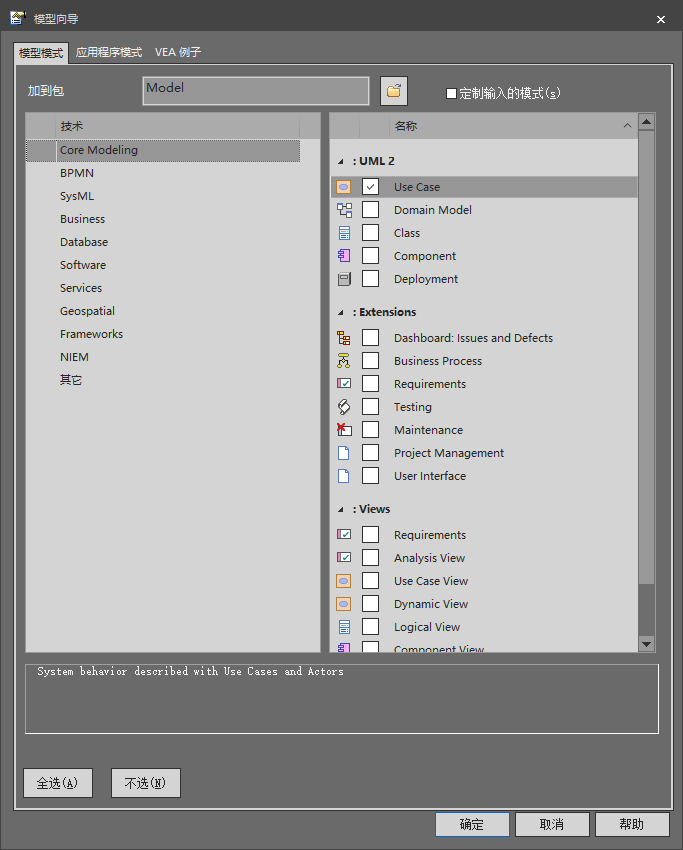 模型向导
模型模式 应用程序模式 VEA 例子
加到包 Model 定制输入的模式(s)
技术
Core Modeling
BPMN
SysML
Business
Database
Software
Services
Geospatial
Frameworks
NIEM
其它
名称
: UML 2
Use Case
Domain Model
Class
Component
Deployment
: Extensions
Dashboard: Issues and Defects
Business Process
Requirements
Testing
Maintenance
Project Management
User Interface
: Views
Requirements
Analysis View
Use Case View
Dynamic View
Logical View
Component View
System behavior described with Use Cases and Actors
全选(A) 不选(N)
确定 取消 帮助